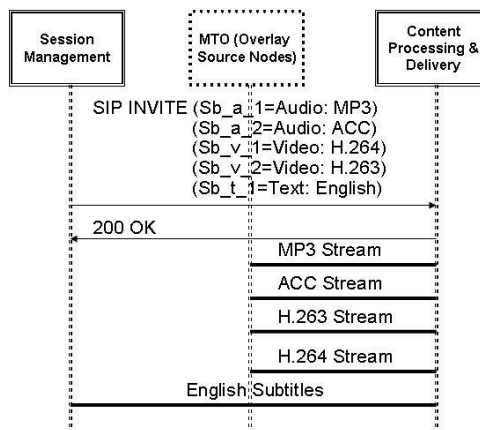 Session
Management
MTO (Overlay
Source Nodes)
Content
Processing &
Delivery
SIP INVITE (Sb_a_1=Audio: MP3)
(Sb_a_2=Audio: ACC)
(Sb_v_1=Video: H.264)
(Sb_v_2=Video: H.263)
(Sb_t_1=Text: English)
200 OK
MP3 Stream
ACC Stream
H.263 Stream
H.264 Stream
English Subtitles